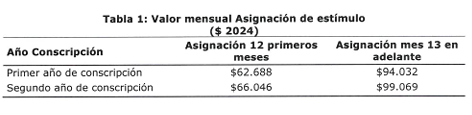 Tabla 1: Valor mensual Asignación de estímulo
($ 2024)
Año Conscripción Asignación 12 primeros meses Asignación mes 13 en adelante
Primer año de conscripción $62.688 $94.032
Segundo año de conscripción $66.046 $99.069